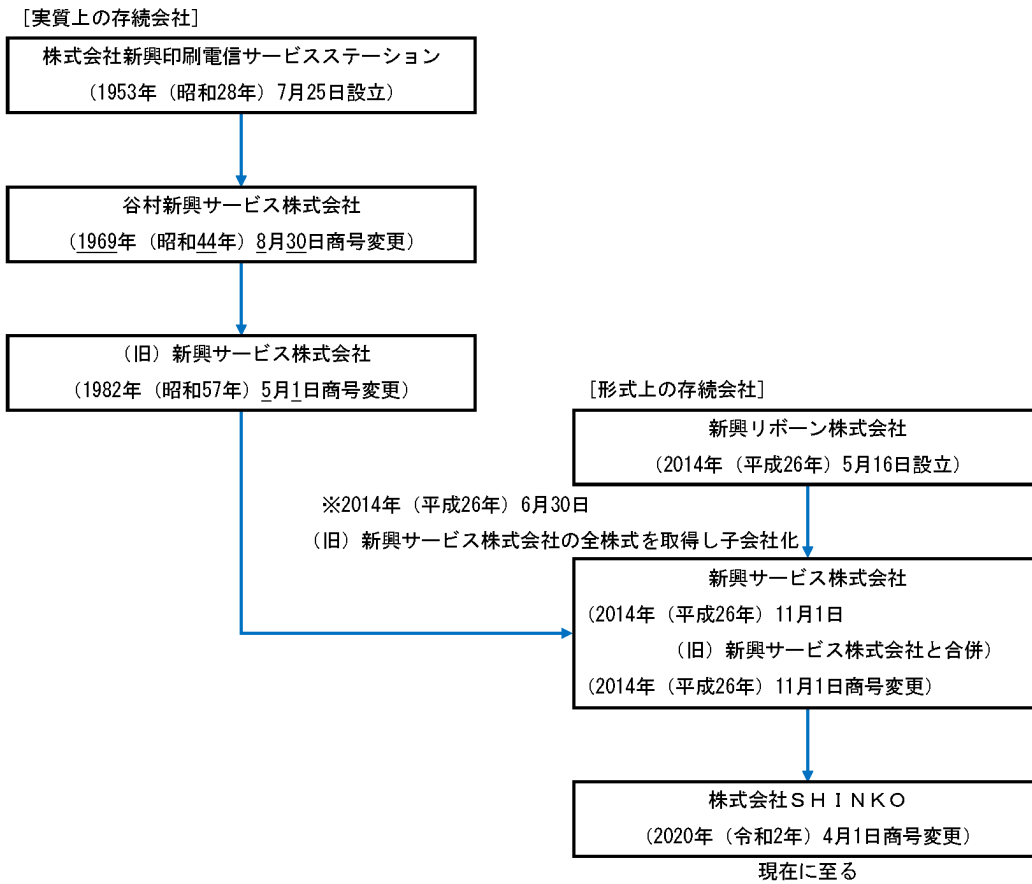 [実質上の存続会社]
株式会社新興印刷電信サービスステーション
(1953年（昭和28年）7月25日設立)
谷村新興サービス株式会社
(1969年（昭和44年）8月30日商号変更)
（旧）新興サービス株式会社
(1982年（昭和57年）5月1日商号変更)
[形式上の存続会社]
新興リボーン株式会社
(2014年（平成26年）5月16日設立)
※2014年（平成26年）6月30日
（旧）新興サービス株式会社の全株式を取得し子会社化
新興サービス株式会社
(2014年（平成26年）11月1日
（旧）新興サービス株式会社と合併)
(2014年（平成26年）11月1日商号変更)
株式会社ＳＨＩＮＫＯ
(2020年（令和2年）4月1日商号変更)
現在に至る